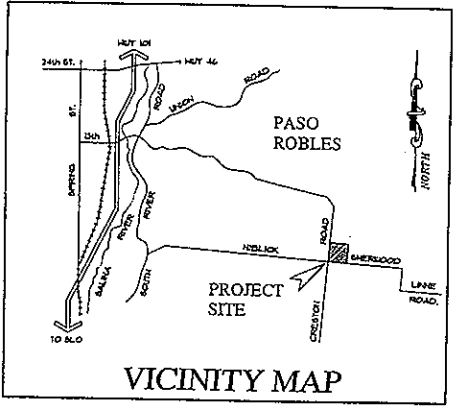 HWY 101
24th ST.
HWY 46
ROAD
UNION
ROAD
ST.
PASO
ROBLES
13th
SPRING
NORTH
RIVER
RIVER
SALINA
SOUTH
NIBLICK
ROAD
SHERWOOD
PROJECT
SITE
LINNE
ROAD.
CRESTON
TO SLO
VICINITY MAP